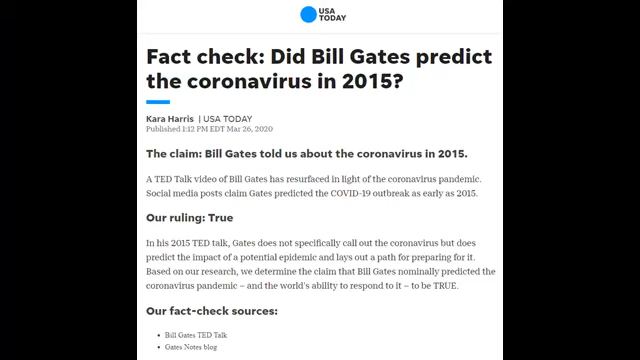 USA
TODAY
Fact check: Did Bill Gates predict
the coronavirus in 2015?
Kara Harris | USA TODAY
Published 1:12 PM EDT Mar 26, 2020
The claim: Bill Gates told us about the coronavirus in 2015.
A TED Talk video of Bill Gates has resurfaced in light of the coronavirus pandemic.
Social media posts claim Gates predicted the COVID-19 outbreak as early as 2015.
Our ruling: True
In his 2015 TED talk, Gates does not specifically call out the coronavirus but does
predict the impact of a potential epidemic and lays out a path for preparing for it.
Based on our research, we determine the claim that Bill Gates nominally predicted the
coronavirus pandemic – and the world's ability to respond to it – to be TRUE.
Our fact-check sources:
• Bill Gates TED Talk
• Gates Notes blog